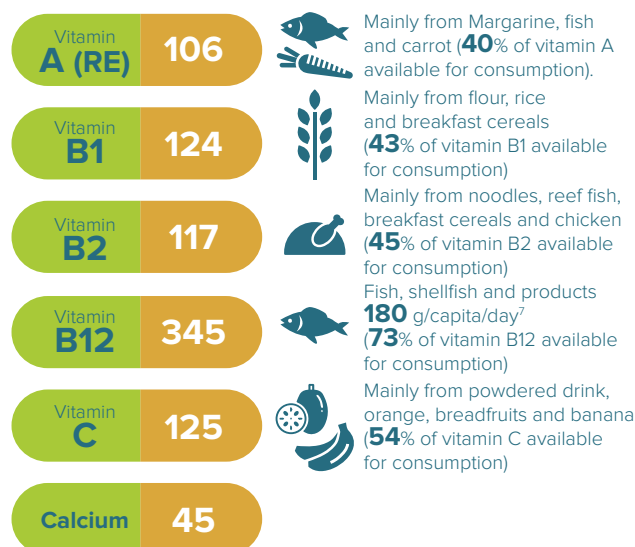 Vitamin
A (RE)
106
Mainly from Margarine, fish
and carrot (40% of vitamin A
available for consumption).
Vitamin
B1
124
Mainly from flour, rice
and breakfast cereals
(43% of vitamin B1 available
for consumption)
Vitamin
B2
117
Mainly from noodles, reef fish,
breakfast cereals and chicken
(45% of vitamin B2 available
for consumption)
Vitamin
B12
345
Fish, shellfish and products
180 g/capita/day⁷
(73% of vitamin B12 available
for consumption)
Vitamin
C
125
Mainly from powdered drink,
orange, breadfruits and banana
(54% of vitamin C available
for consumption)
Calcium
45